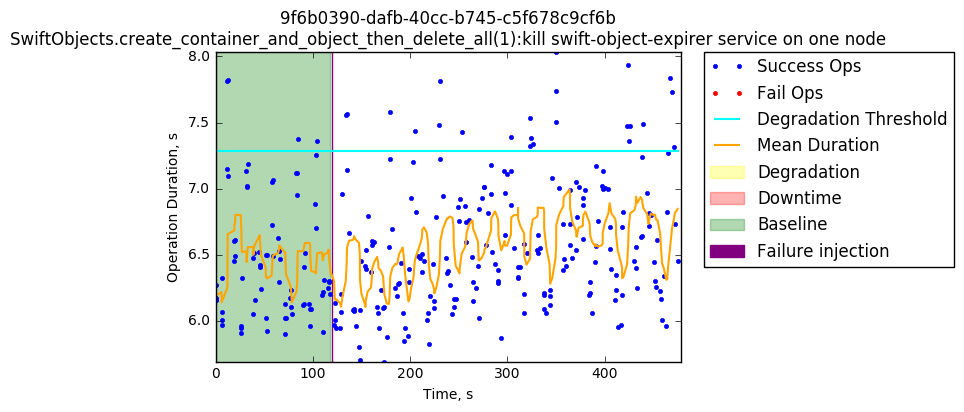 9f6b0390-dafb-40cc-b745-c5f678c9cf6b
SwiftObjects.create_container_and_object_then_delete_all(1):kill swift-object-expirer service on one node
8.0
7.5
7.0
6.5
6.0
Operation Duration, s
0
100
200
300
400
Time, s
Success Ops
Fail Ops
Degradation Threshold
Mean Duration
Degradation
Downtime
Baseline
Failure injection